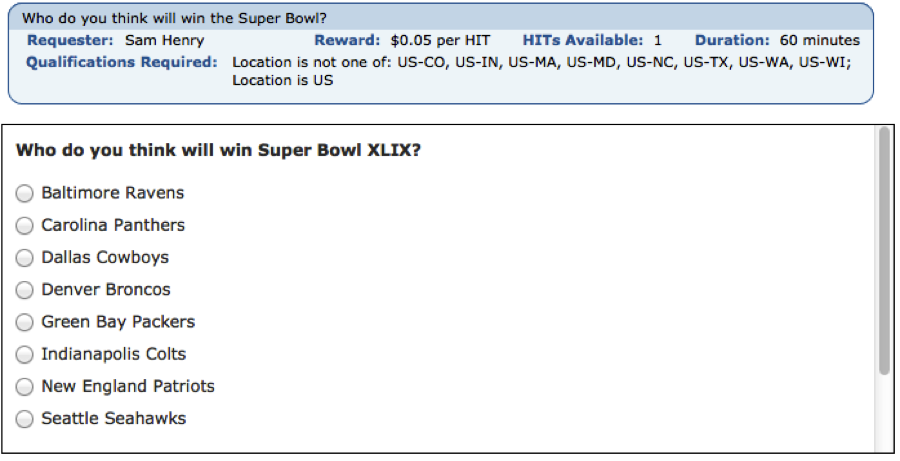 Who do you think will win the Super Bowl?
Requester: Sam Henry Reward: $0.05 per HIT HITs Available: 1 Duration: 60 minutes
Qualifications Required: Location is not one of: US-CO, US-IN, US-MA, US-MD, US-NC, US-TX, US-WA, US-WI;
Location is US
Who do you think will win Super Bowl XLIX?
Baltimore Ravens
Carolina Panthers
Dallas Cowboys
Denver Broncos
Green Bay Packers
Indianapolis Colts
New England Patriots
Seattle Seahawks